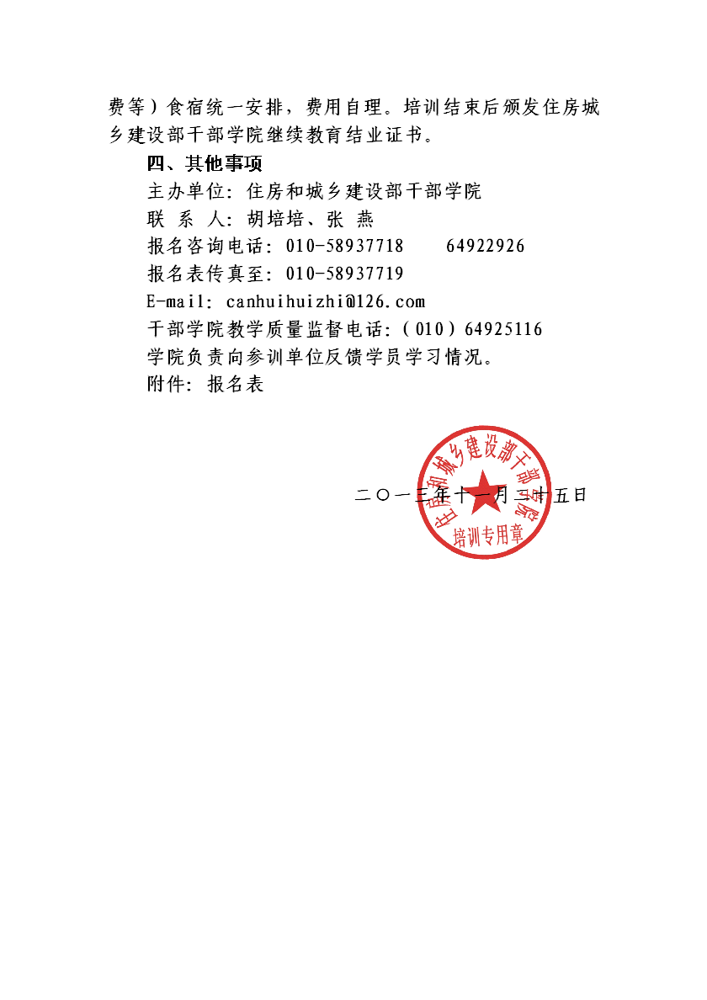 费等）食宿统一安排，费用自理。培训结束后颁发住房城
乡建设部干部学院继续教育结业证书。
四、其他事项
主办单位：住房和城乡建设部干部学院
联 系 人：胡培培、张 燕
报名咨询电话：010-58937718 64922926
报名表传真至：010-58937719
E-mail：canhuihuizhi@126.com
干部学院教学质量监督电话：（010）64925116
学院负责向参训单位反馈学员学习情况。
附件：报名表
住房和城乡建设部干部学院
二〇一三年十一月二十五日
培训专用章